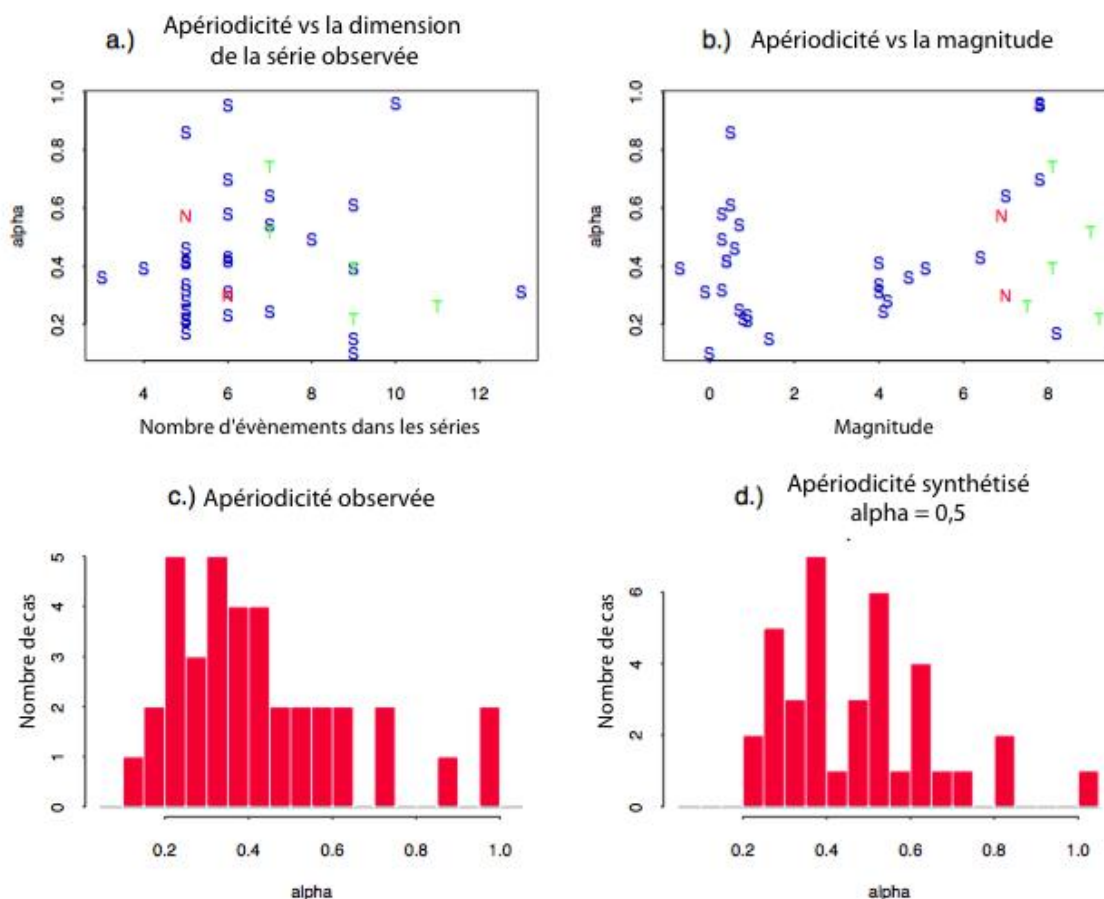 a.) Apériodicité vs la dimension
de la série observée
1.0
0.8
0.6
0.4
0.2
alpha
4 6 8 10 12
Nombre d'évènements dans les séries
S S S S T S S S N S S T S S S S S S S S S T S S S S N S S T S S S T S S S S
b.) Apériodicité vs la magnitude
1.0
0.8
0.6
0.4
0.2
alpha
0 2 4 6 8
Magnitude
S S S T S S S S N S T S S S S S T S S S S S S S N S S T S S S S T S S S
c.) Apériodicité observée
5
4
3
2
1
0
Nombre de cas
0.2 0.4 0.6 0.8 1.0
alpha
d.) Apériodicité synthétisé
alpha = 0,5
6
4
2
0
Nombre de cas
0.2 0.4 0.6 0.8 1.0
alpha